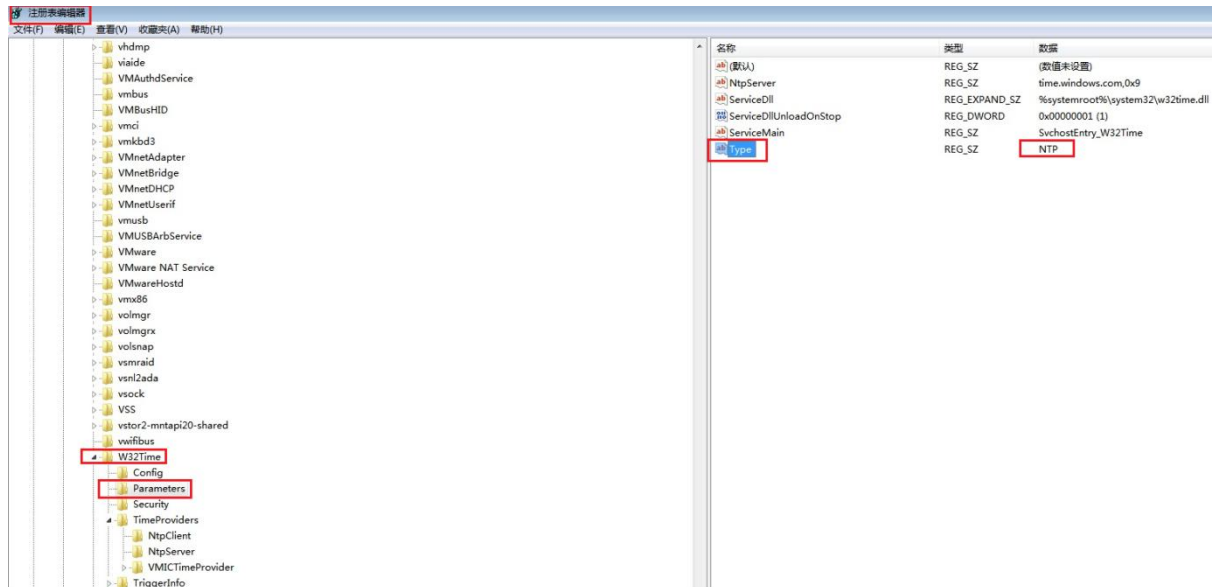 注册表编辑器
文件(F) 编辑(E) 查看(V) 收藏夹(A) 帮助(H)
vhdmp
viaide
VMAuthdService
vmbus
VMBusHID
vmci
vmkbd3
VMnetAdapter
VMnetBridge
VMnetDHCP
VMnetUserif
vmusb
VMUSBArbService
VMware
VMware NAT Service
VMwareHostd
vmx86
volmgr
volmgrx
volsnap
vsmraid
vsnl2ada
vsock
VSS
vstor2-mntapi20-shared
vwifibus
W32Time
Config
Parameters
Security
TimeProviders
NtpClient
NtpServer
VMICTimeProvider
TriggerInfo
名称 类型 数据
(默认) REG_SZ (数值未设置)
NtpServer REG_SZ time.windows.com,0x9
ServiceDll REG_EXPAND_SZ %systemroot%\system32\w32time.dll
ServiceDllUnloadOnStop REG_DWORD 0x00000001 (1)
ServiceMain REG_SZ SvchostEntry_W32Time
Type REG_SZ NTP